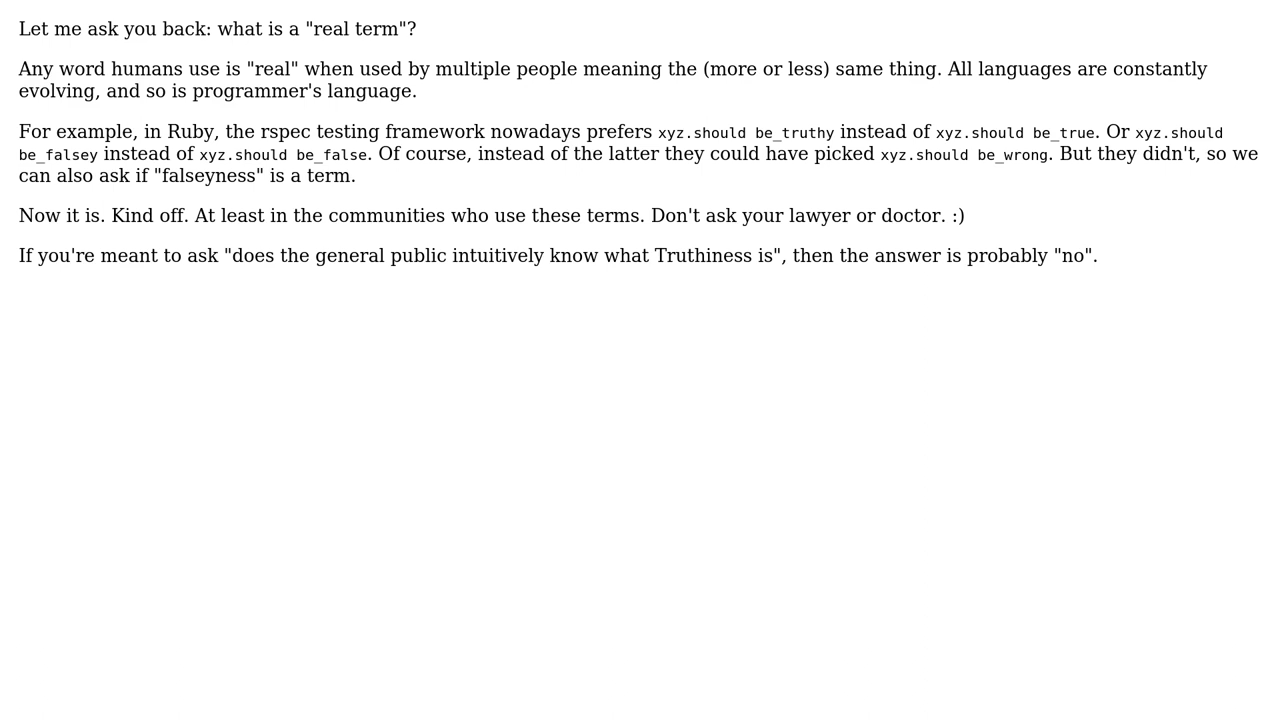 Let me ask you back: what is a "real term"?
Any word humans use is "real" when used by multiple people meaning the (more or less) same thing. All languages are constantly
evolving, and so is programmer's language.
For example, in Ruby, the rspec testing framework nowadays prefers xyz.should be_truthy instead of xyz.should be_true. Or xyz.should
be_falsey instead of xyz.should be_false. Of course, instead of the latter they could have picked xyz.should be_wrong. But they didn't, so we
can also ask if "falseyness" is a term.
Now it is. Kind off. At least in the communities who use these terms. Don't ask your lawyer or doctor. :)
If you're meant to ask "does the general public intuitively know what Truthiness is", then the answer is probably "no".